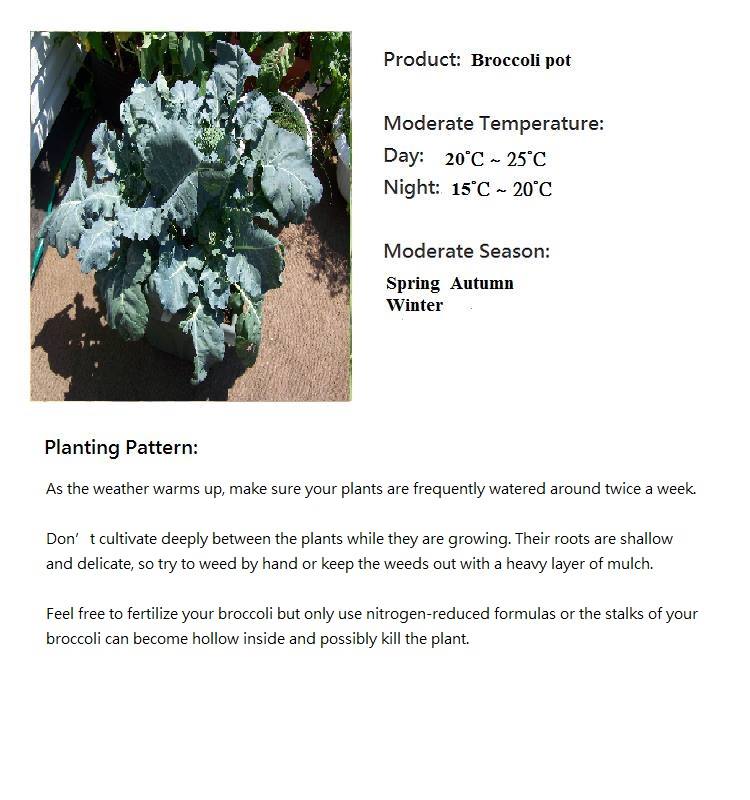 Product: Broccoli pot
Moderate Temperature:
Day: 20°C ~ 25°C
Night: 15°C ~ 20°C
Moderate Season:
Spring Autumn
Winter
Planting Pattern:
As the weather warms up, make sure your plants are frequently watered around twice a week.
Don’t cultivate deeply between the plants while they are growing. Their roots are shallow
and delicate, so try to weed by hand or keep the weeds out with a heavy layer of mulch.
Feel free to fertilize your broccoli but only use nitrogen-reduced formulas or the stalks of your
broccoli can become hollow inside and possibly kill the plant.